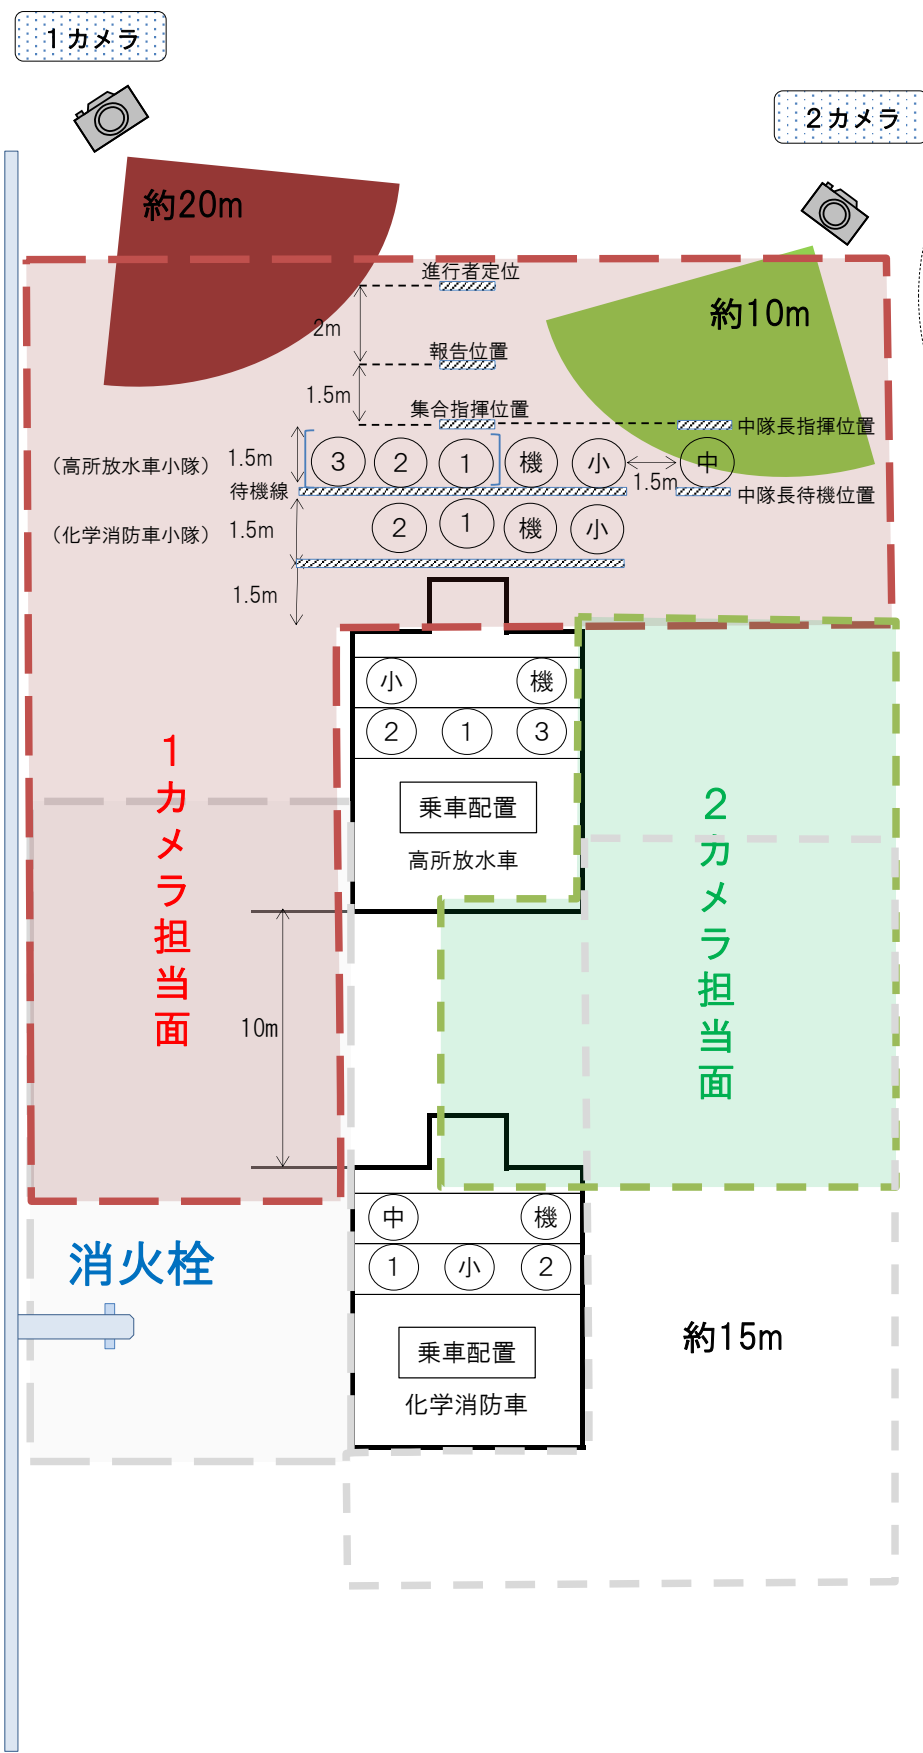 1カメラ
2カメラ
約20m
進行者定位
約10m
2m
報告位置
1.5m
集合指揮位置
中隊長指揮位置
（高所放水車小隊） 1.5m ③ ② ① 機 小 1.5m 中
待機線
中隊長待機位置
（化学消防車小隊） 1.5m ② ① 機 小
1.5m
小 機
② ① ③
乗車配置
高所放水車
1カメラ担当面
2カメラ担当面
10m
中 機
① 小 ②
消火栓
乗車配置
化学消防車
約15m